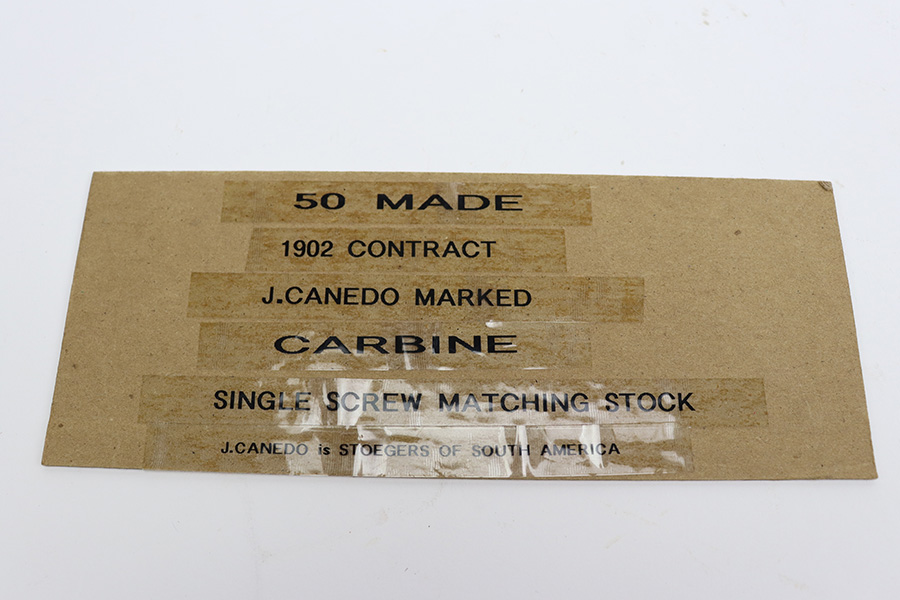 50 MADE
1902 CONTRACT
J.CANEDO MARKED
CARBINE
SINGLE SCREW MATCHING STOCK
J.CANEDO is STOEGERS OF SOUTH AMERICA